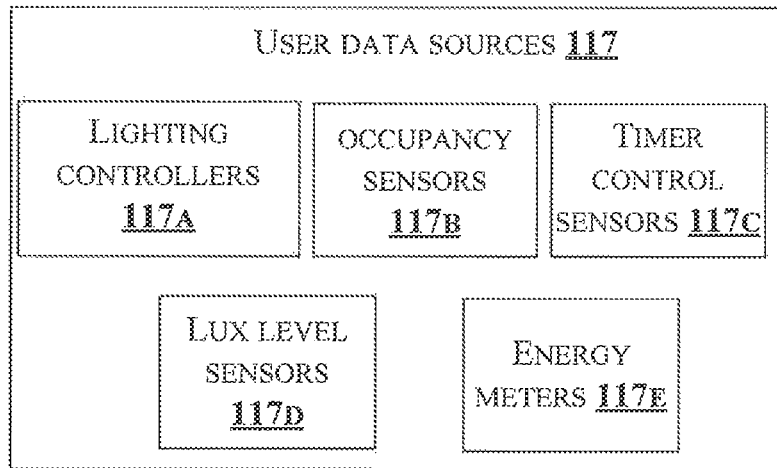 USER DATA SOURCES 117
LIGHTING
CONTROLLERS
117A
OCCUPANCY
SENSORS
117B
TIMER
CONTROL
SENSORS 117C
LUX LEVEL
SENSORS
117D
ENERGY
METERS 117E